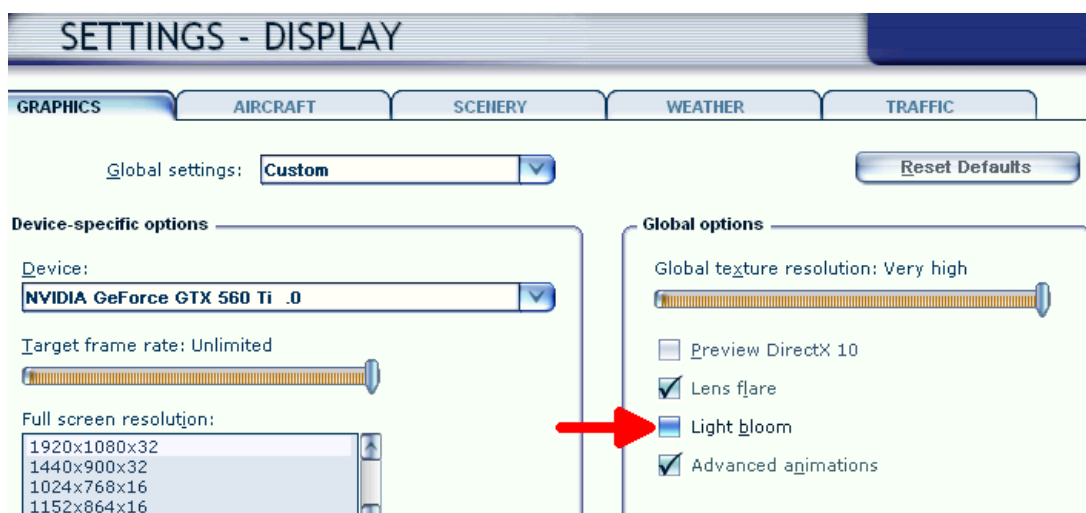 SETTINGS - DISPLAY
GRAPHICS AIRCRAFT SCENERY WEATHER TRAFFIC
Global settings: Custom Reset Defaults
Device-specific options
Device:
NVIDIA GeForce GTX 560 Ti .0
Target frame rate: Unlimited
Full screen resolution:
1920x1080x32
1440x900x32
1024x768x16
1152x864x16
Global options
Global texture resolution: Very high
Preview DirectX 10
Lens flare
Light bloom
Advanced animations